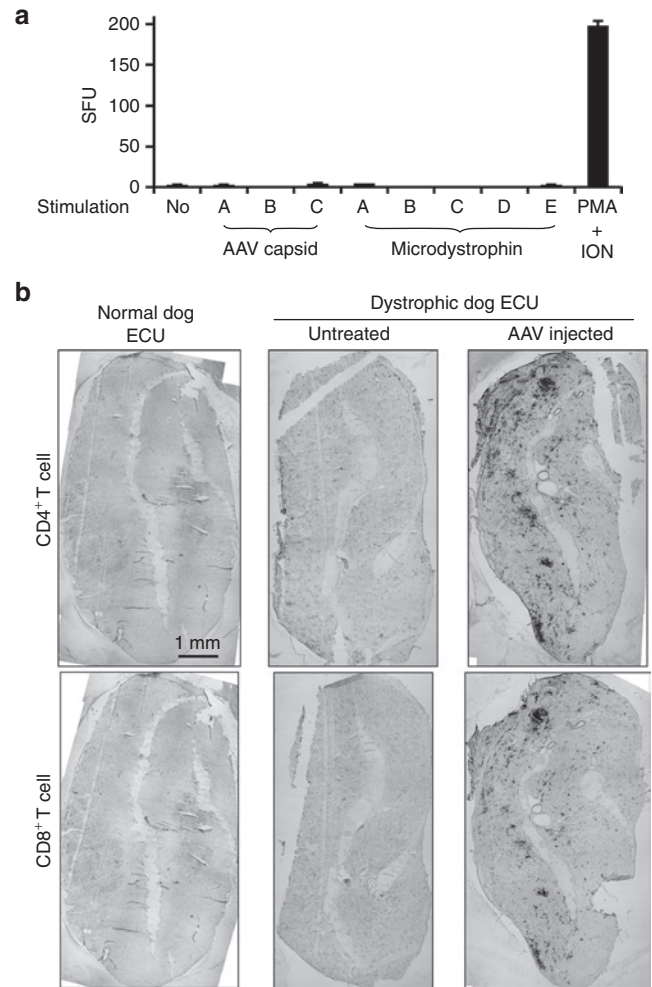 a
200
150
100
50
0
SFU
Stimulation No A B C A B C D E PMA
+
ION
AAV capsid Microdystrophin
b
Normal dog
ECU
Dystrophic dog ECU
Untreated AAV injected
CD4⁺ T cell
1 mm
CD8⁺ T cell